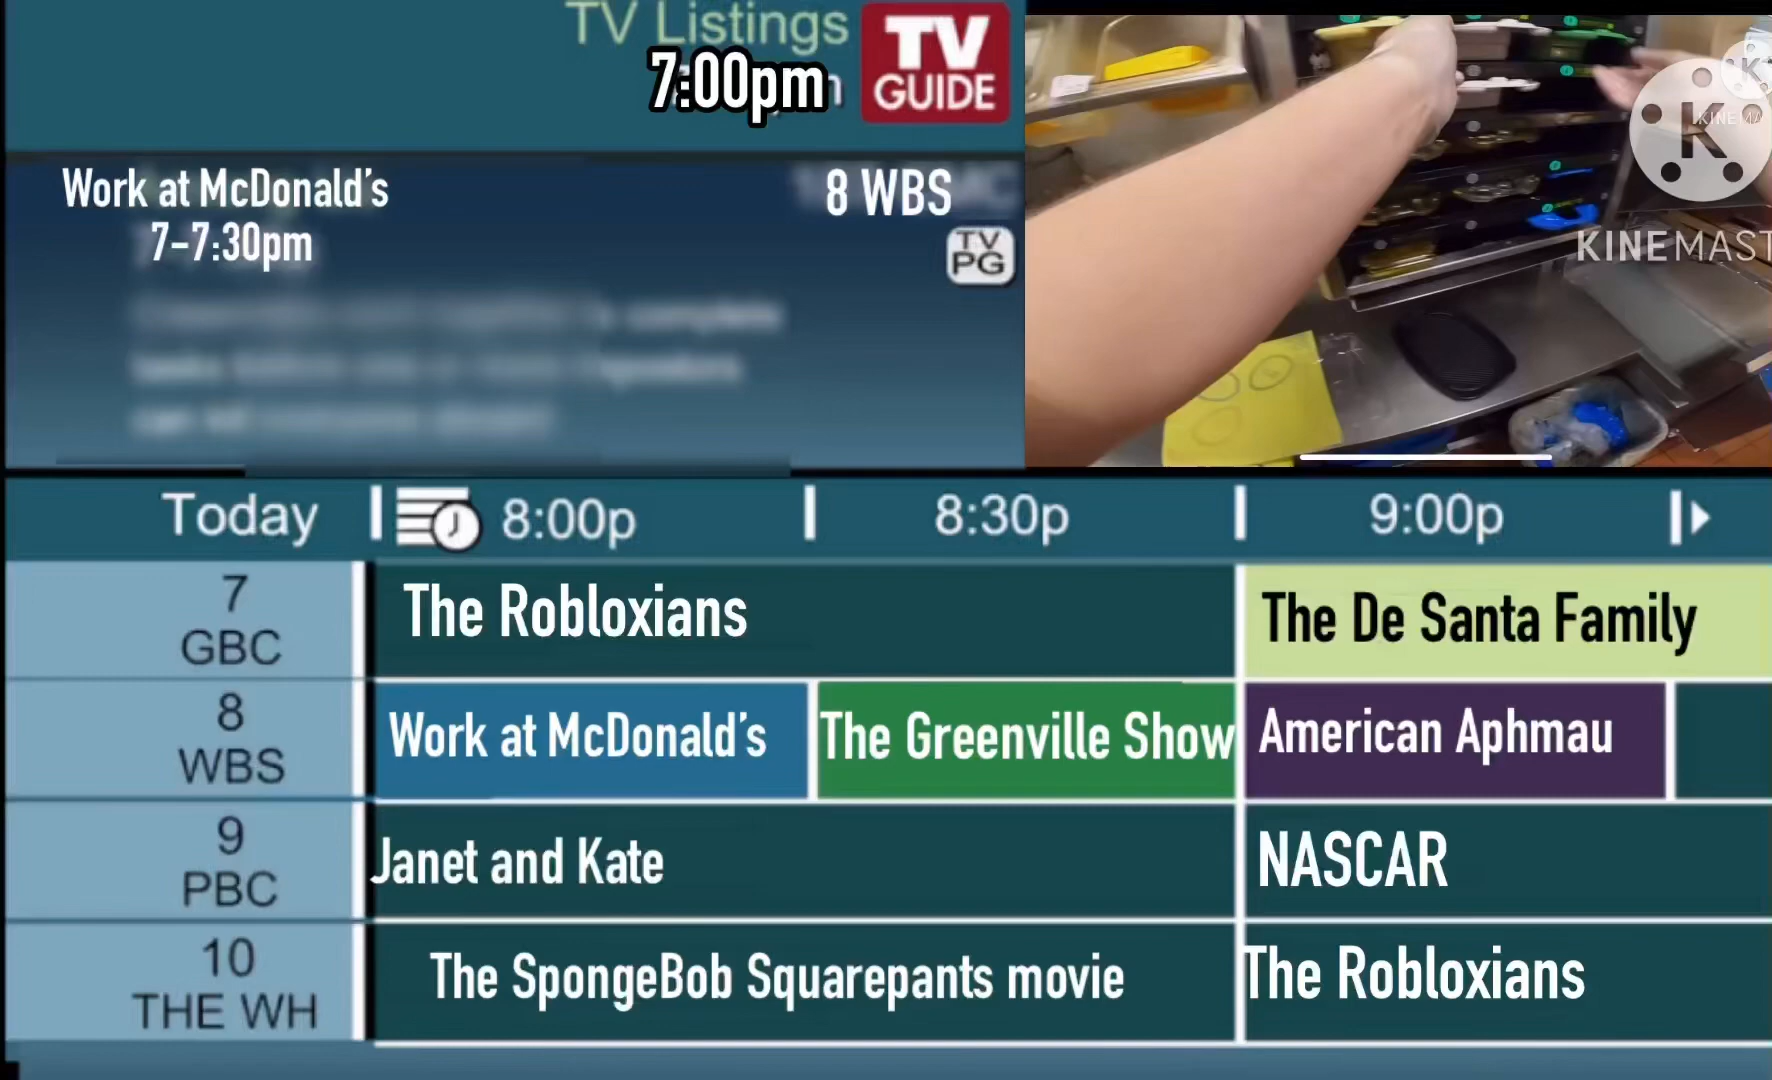 TV Listings
7:00pm
TV
GUIDE
Work at McDonald's
7-7:30pm
8 WBS
TV
PG
K
K
KINEMA
KINEMAST
Today
8:00p
8:30p
9:00p
7
GBC
The Robloxians
The De Santa Family
8
WBS
Work at McDonald's
The Greenville Show
American Aphmau
9
PBC
Janet and Kate
NASCAR
10
THE WH
The SpongeBob Squarepants movie
The Robloxians